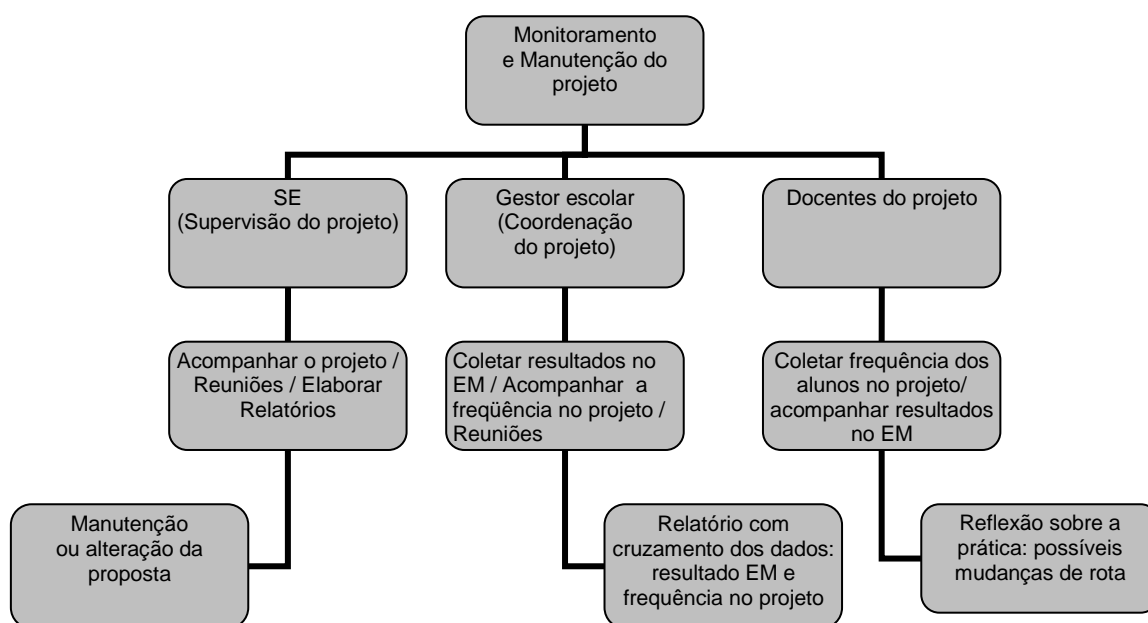 Monitoramento
e Manutenção do
projeto
SE
(Supervisão do projeto)
Gestor escolar
(Coordenação
do projeto)
Docentes do projeto
Acompanhar o projeto /
Reuniões / Elaborar
Relatórios
Coletar resultados no
EM / Acompanhar a
freqüência no projeto /
Reuniões
Coletar frequência dos
alunos no projeto/
acompanhar resultados
no EM
Manutenção
ou alteração da
proposta
Relatório com
cruzamento dos dados:
resultado EM e
frequência no projeto
Reflexão sobre a
prática: possíveis
mudanças de rota